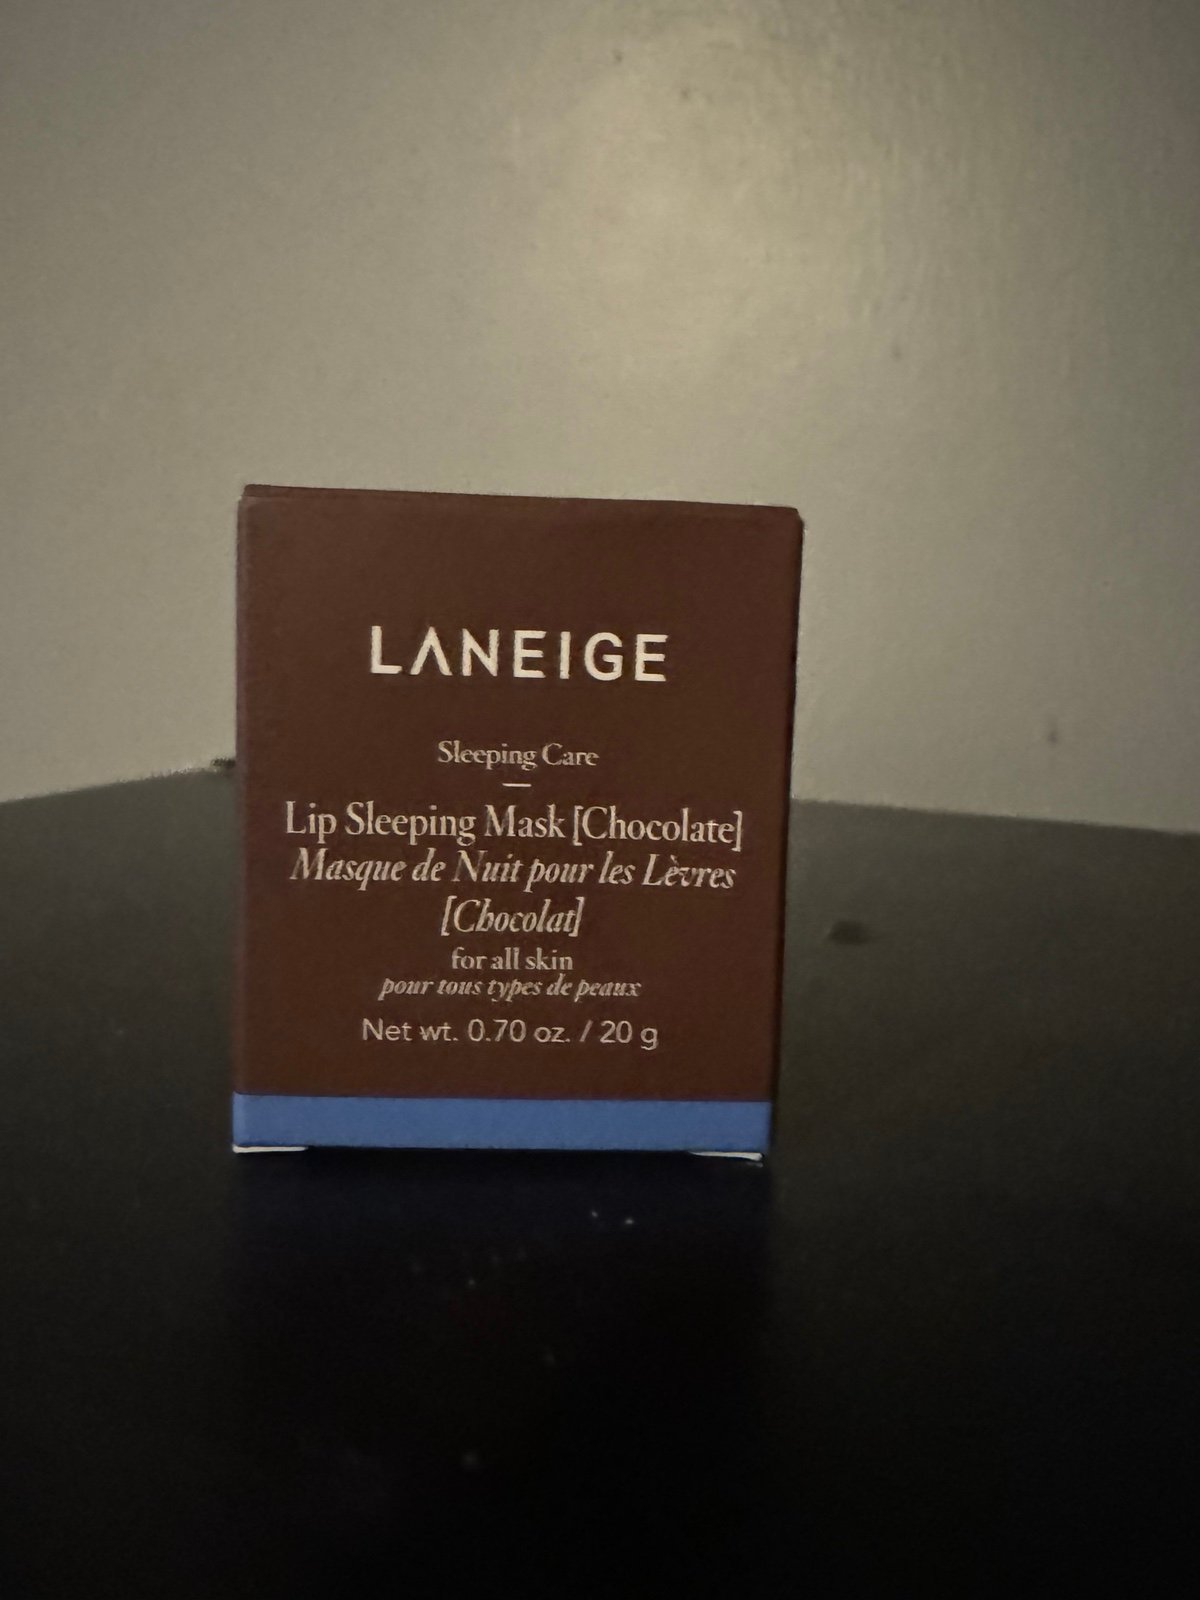 LANEIGE
Sleeping Care
Lip Sleeping Mask [Chocolate]
Masque de Nuit pour les Lèvres
[Chocolat]
for all skin
pour tous types de peaux
Net wt. 0.70 oz. / 20 g